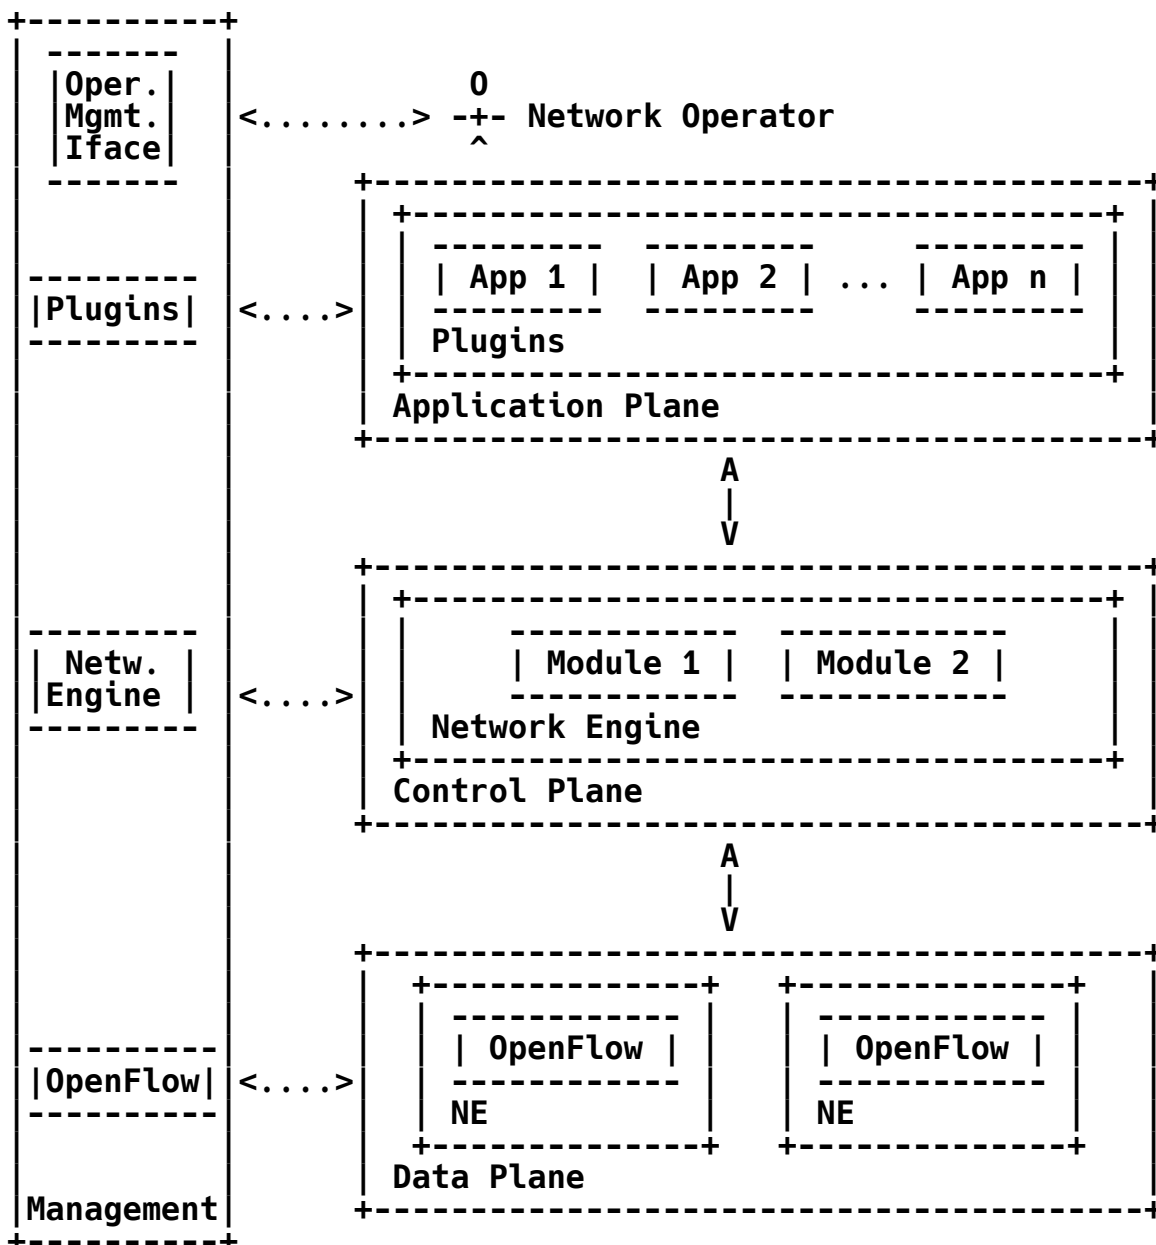 Oper.
Mgmt.
Iface
O
-+- Network Operator
^
Plugins
App 1 App 2 ... App n
Plugins
Application Plane
A
V
Netw.
Engine
Module 1 Module 2
Network Engine
Control Plane
A
V
OpenFlow
OpenFlow OpenFlow
NE NE
Data Plane
Management